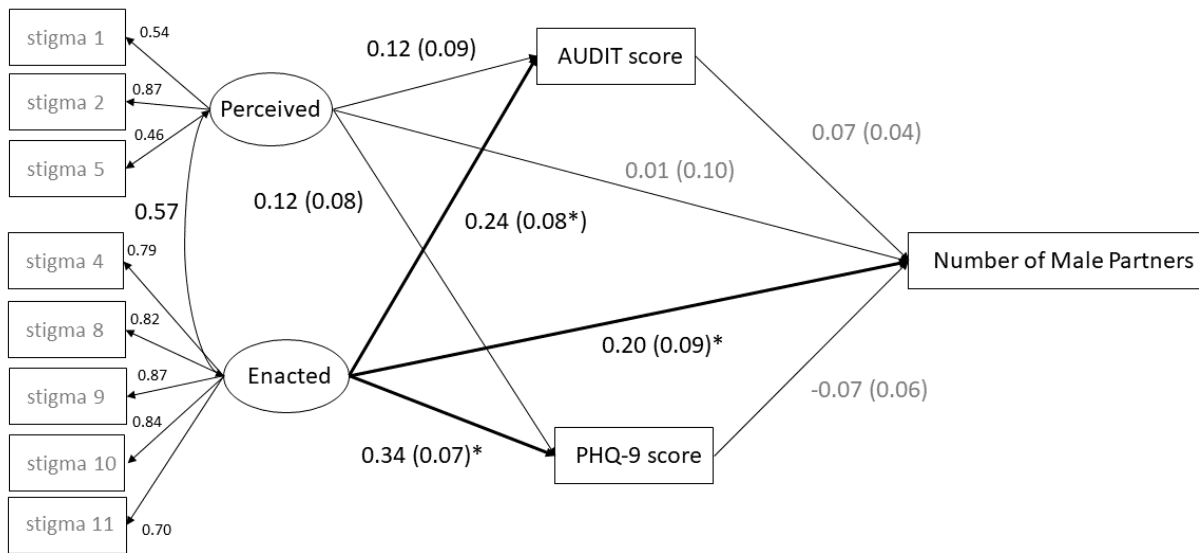 stigma 1
0.54
stigma 2
0.87
stigma 5
0.46
Perceived
0.57
stigma 4
0.79
stigma 8
0.82
stigma 9
0.87
stigma 10
0.84
stigma 11
0.70
Enacted
0.12 (0.09)
AUDIT score
0.07 (0.04)
0.01 (0.10)
0.12 (0.08)
0.24 (0.08*)
Number of Male Partners
0.20 (0.09)*
-0.07 (0.06)
0.34 (0.07)*
PHQ-9 score